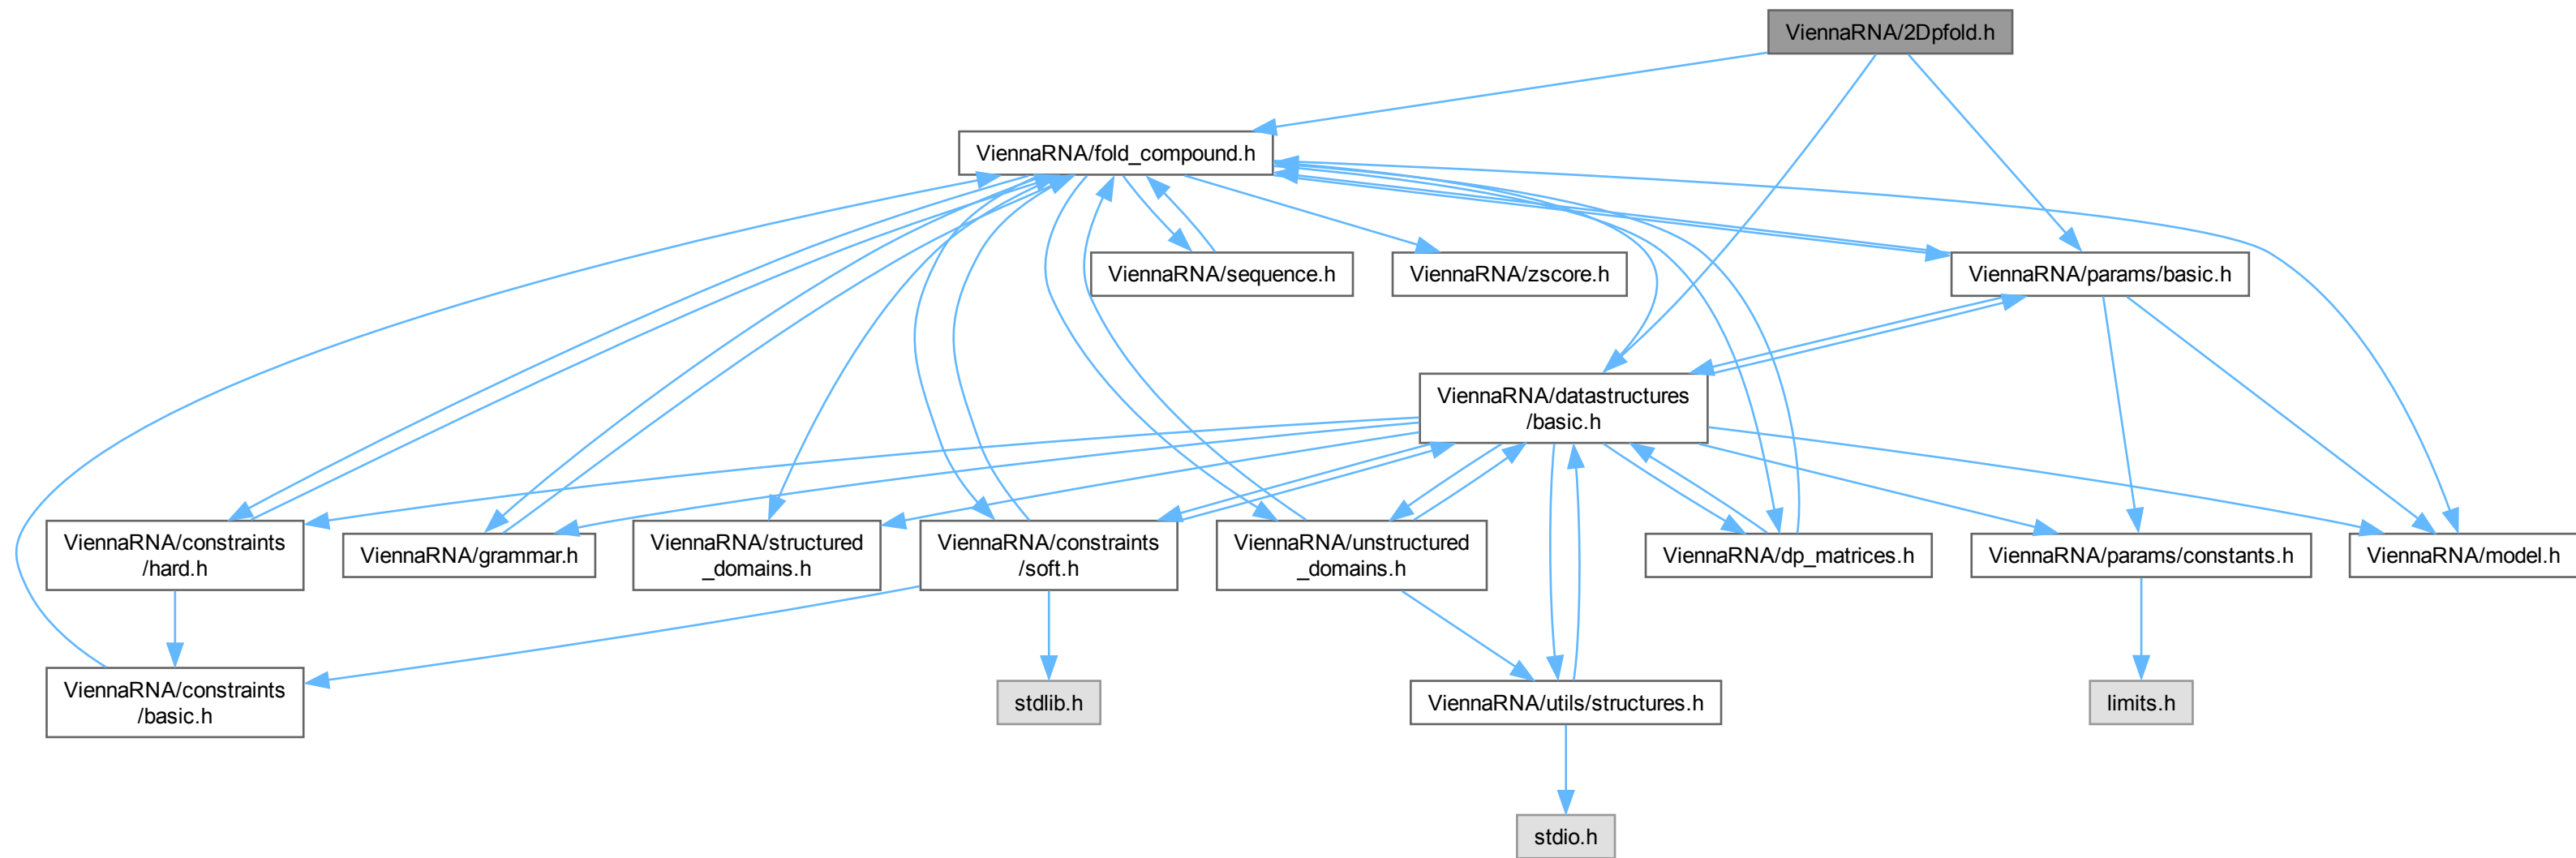 ViennaRNA/2Dpfold.h
ViennaRNA/fold_compound.h
ViennaRNA/sequence.h
ViennaRNA/zscore.h
ViennaRNA/params/basic.h
ViennaRNA/datastructures
/basic.h
ViennaRNA/constraints
/hard.h
ViennaRNA/grammar.h
ViennaRNA/structured
_domains.h
ViennaRNA/constraints
/soft.h
ViennaRNA/unstructured
_domains.h
ViennaRNA/dp_matrices.h
ViennaRNA/params/constants.h
ViennaRNA/model.h
ViennaRNA/constraints
/basic.h
stdlib.h
ViennaRNA/utils/structures.h
limits.h
stdio.h